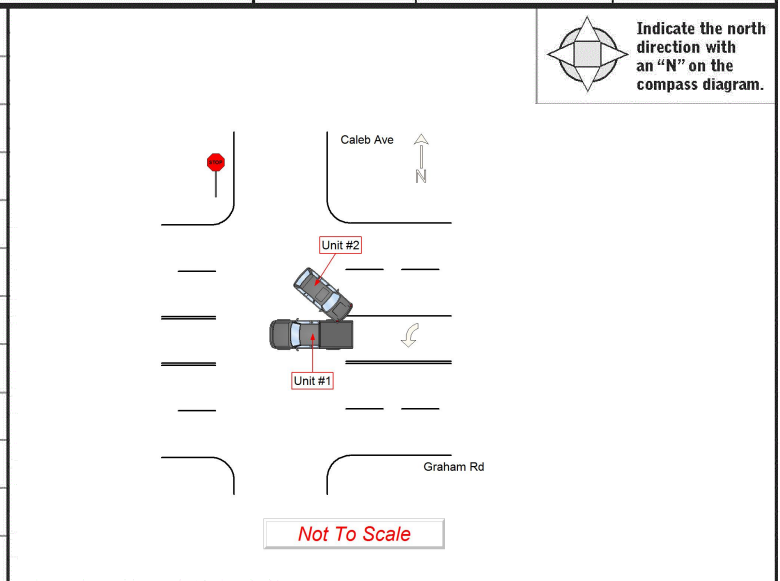 Indicate the north
direction with
an “N” on the
compass diagram.
Caleb Ave
STOP
N
Unit #2
Unit #1
Graham Rd
Not To Scale